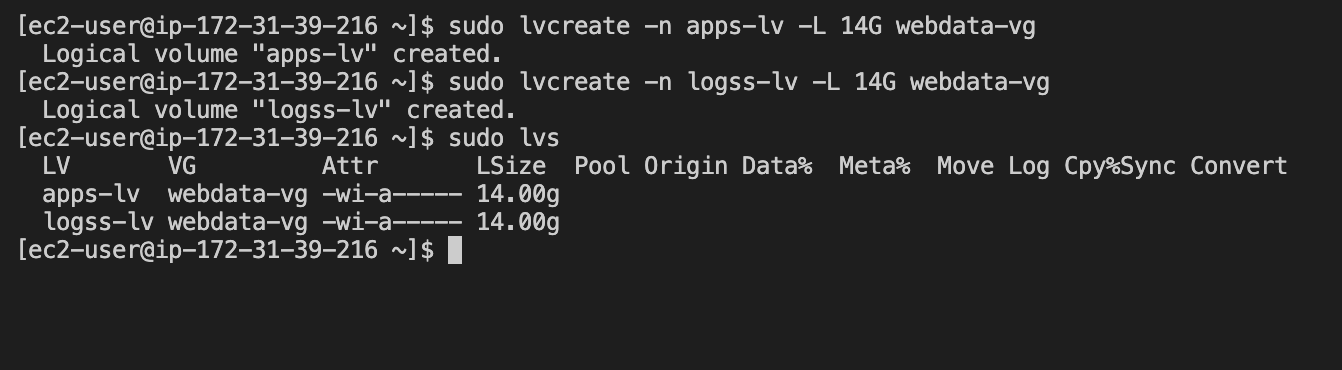 [ec2-user@ip-172-31-39-216 ~]$ sudo lvcreate -n apps-lv -L 14G webdata-vg
  Logical volume "apps-lv" created.
[ec2-user@ip-172-31-39-216 ~]$ sudo lvcreate -n logss-lv -L 14G webdata-vg
  Logical volume "logss-lv" created.
[ec2-user@ip-172-31-39-216 ~]$ sudo lvs
  LV       VG         Attr       LSize  Pool Origin Data%  Meta%  Move Log Cpy%Sync Convert
  apps-lv  webdata-vg -wi-a----- 14.00g
  logss-lv webdata-vg -wi-a----- 14.00g
[ec2-user@ip-172-31-39-216 ~]$